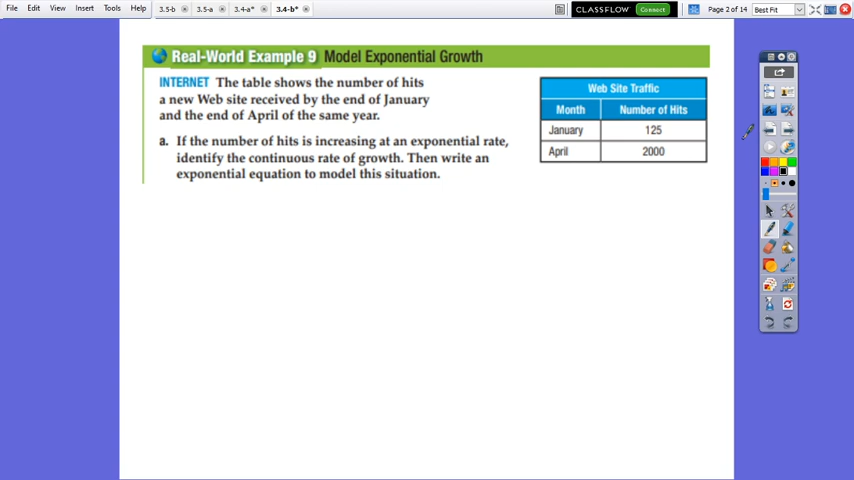 File Edit View Insert Tools Help 3.5-b 3.5-a 3.4-a* 3.4-b* CLASSFLOW Connect Page 2 of 14 Best Fit
Real-World Example 9 Model Exponential Growth
INTERNET The table shows the number of hits
a new Web site received by the end of January
and the end of April of the same year.
a. If the number of hits is increasing at an exponential rate,
identify the continuous rate of growth. Then write an
exponential equation to model this situation.
Web Site Traffic
Month Number of Hits
January 125
April 2000